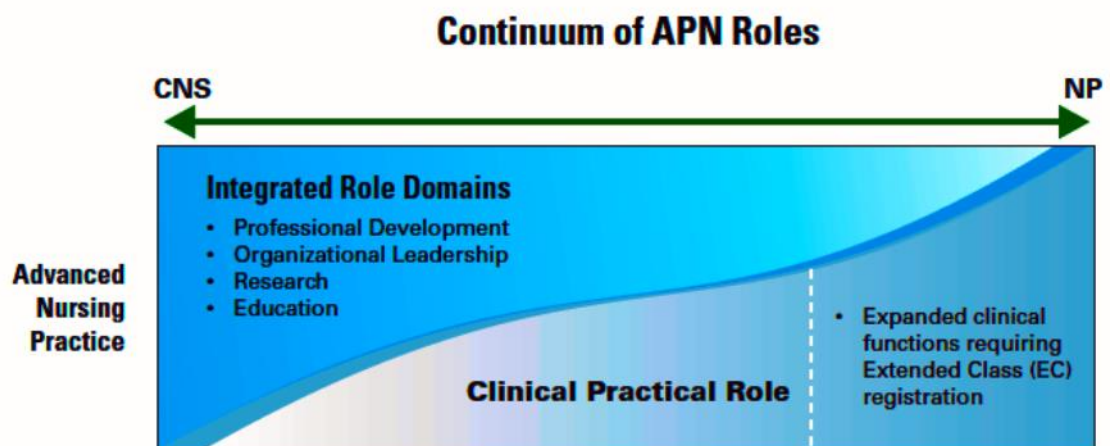 Continuum of APN Roles
CNS
NP
Integrated Role Domains
• Professional Development
• Organizational Leadership
• Research
• Education
Advanced
Nursing
Practice
Clinical Practical Role
• Expanded clinical
functions requiring
Extended Class (EC)
registration